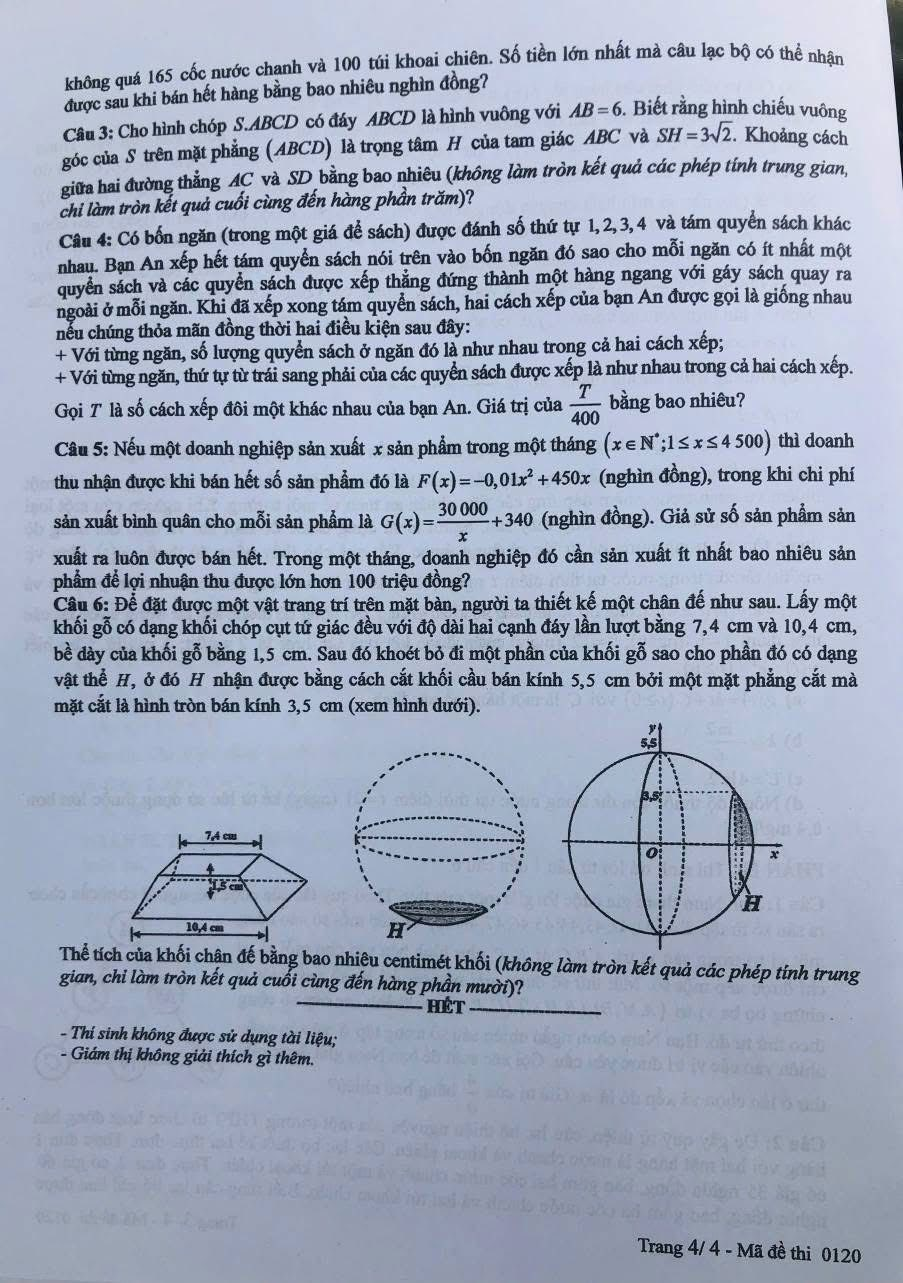 không quá 165 cốc nước chanh và 100 túi khoai chiên. Số tiền lớn nhất mà câu lạc bộ có thể nhận
được sau khi bán hết hàng bằng bao nhiêu nghìn đồng?
Câu 3: Cho hình chóp S.ABCD có đáy ABCD là hình vuông với AB = 6. Biết rằng hình chiếu vuông
góc của S trên mặt phẳng (ABCD) là trọng tâm H của tam giác ABC và SH = 3√2. Khoảng cách
giữa hai đường thẳng AC và SD bằng bao nhiêu (không làm tròn kết quả các phép tính trung gian,
chỉ làm tròn kết quả cuối cùng đến hàng phần trăm)?
Câu 4: Có bốn ngăn (trong một giá để sách) được đánh số thứ tự 1, 2, 3, 4 và tám quyển sách khác
nhau. Bạn An xếp hết tám quyển sách nói trên vào bốn ngăn đó sao cho mỗi ngăn có ít nhất một
quyển sách và các quyển sách được xếp thẳng đứng thành một hàng ngang với gáy sách quay ra
ngoài ở mỗi ngăn. Khi đã xếp xong tám quyển sách, hai cách xếp của bạn An được gọi là giống nhau
nếu chúng thỏa mãn đồng thời hai điều kiện sau đây:
+ Với từng ngăn, số lượng quyển sách ở ngăn đó là như nhau trong cả hai cách xếp;
+ Với từng ngăn, thứ tự từ trái sang phải của các quyển sách được xếp là như nhau trong cả hai cách xếp.
Gọi T là số cách xếp đôi một khác nhau của bạn An. Giá trị của T/400 bằng bao nhiêu?
Câu 5: Nếu một doanh nghiệp sản xuất x sản phẩm trong một tháng (x ∈ N*; 1 ≤ x ≤ 4 500) thì doanh
thu nhận được khi bán hết số sản phẩm đó là F(x) = −0,01x² + 450x (nghìn đồng), trong khi chi phí
sản xuất bình quân cho mỗi sản phẩm là G(x) = 30 000/x + 340 (nghìn đồng). Giả sử số sản phẩm sản
xuất ra luôn được bán hết. Trong một tháng, doanh nghiệp đó cần sản xuất ít nhất bao nhiêu sản
phẩm để lợi nhuận thu được lớn hơn 100 triệu đồng?
Câu 6: Để đặt được một vật trang trí trên mặt bàn, người ta thiết kế một chân đế như sau. Lấy một
khối gỗ có dạng khối chóp cụt tứ giác đều với độ dài hai cạnh đáy lần lượt bằng 7,4 cm và 10,4 cm,
bề dày của khối gỗ bằng 1,5 cm. Sau đó khoét bỏ đi một phần của khối gỗ sao cho phần đó có dạng
vật thể H, ở đó H nhận được bằng cách cắt khối cầu bán kính 5,5 cm bởi một mặt phẳng cắt mà
mặt cắt là hình tròn bán kính 3,5 cm (xem hình dưới).
7,4 cm
1,5 cm
10,4 cm
H
y
5,5
3,5
O
x
H
Thể tích của khối chân đế bằng bao nhiêu centimét khối (không làm tròn kết quả các phép tính trung
gian, chỉ làm tròn kết quả cuối cùng đến hàng phần mười)?
HẾT
- Thí sinh không được sử dụng tài liệu;
- Giám thị không giải thích gì thêm.
Trang 4/ 4 - Mã đề thi 0120